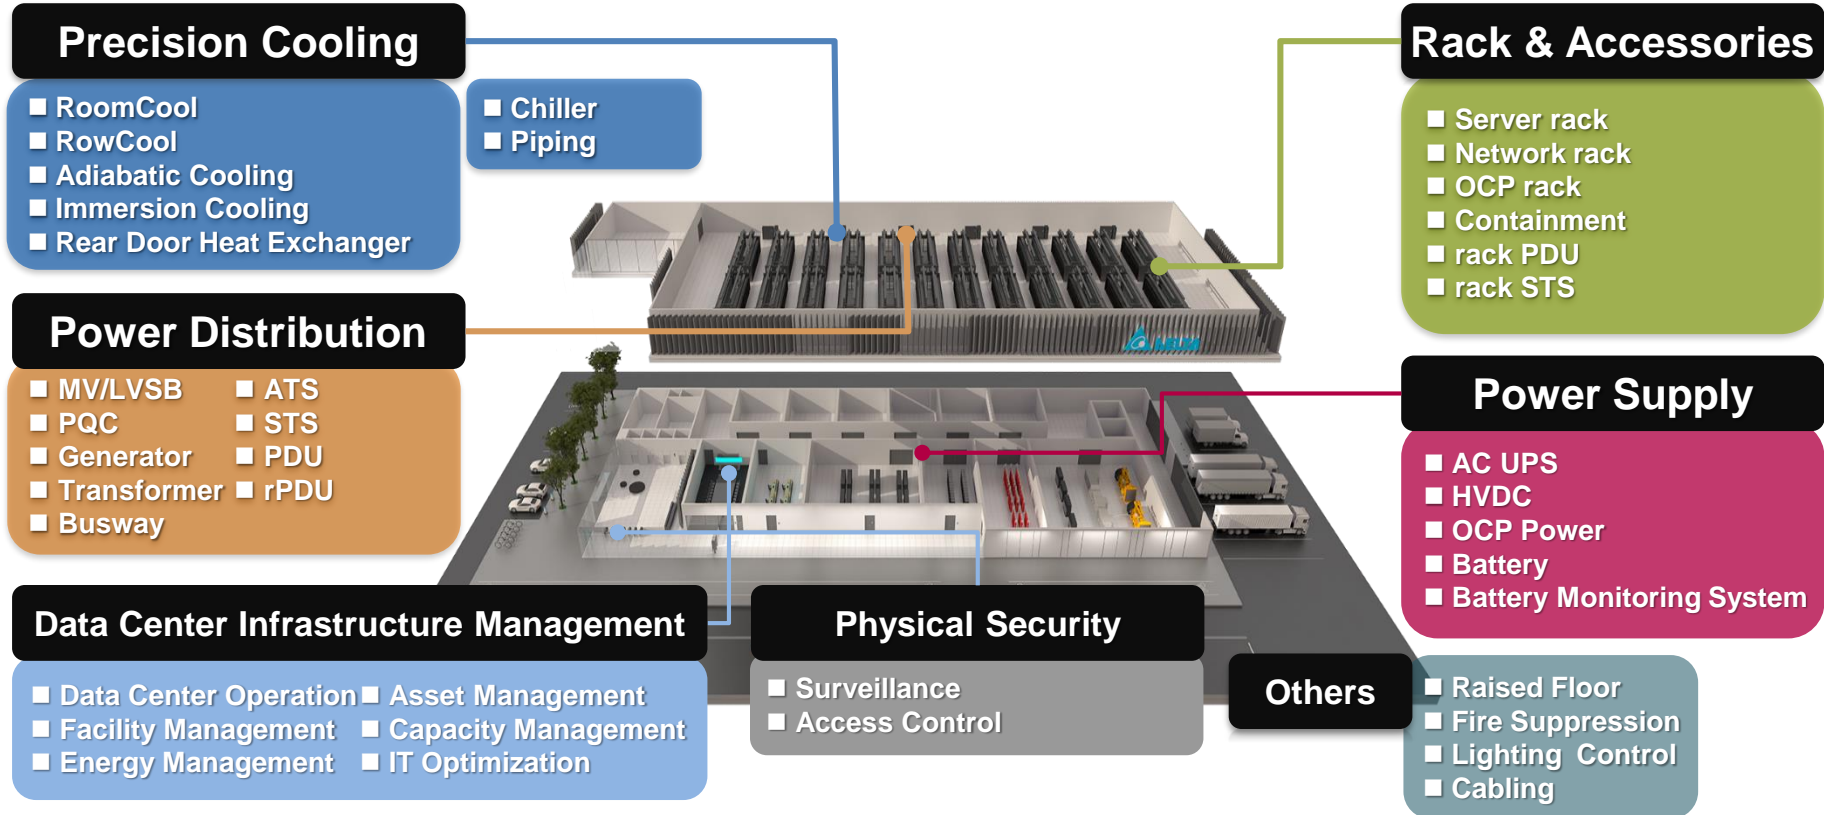 Precision Cooling
RoomCool
RowCool
Adiabatic Cooling
Immersion Cooling
Rear Door Heat Exchanger
Chiller
Piping
Rack & Accessories
Server rack
Network rack
OCP rack
Containment
rack PDU
rack STS
Power Distribution
MV/LVSB
PQC
Generator
Transformer
Busway
ATS
STS
PDU
rPDU
DELTA
Power Supply
AC UPS
HVDC
OCP Power
Battery
Battery Monitoring System
Data Center Infrastructure Management
Data Center Operation
Facility Management
Energy Management
Asset Management
Capacity Management
IT Optimization
Physical Security
Surveillance
Access Control
Others
Raised Floor
Fire Suppression
Lighting Control
Cabling